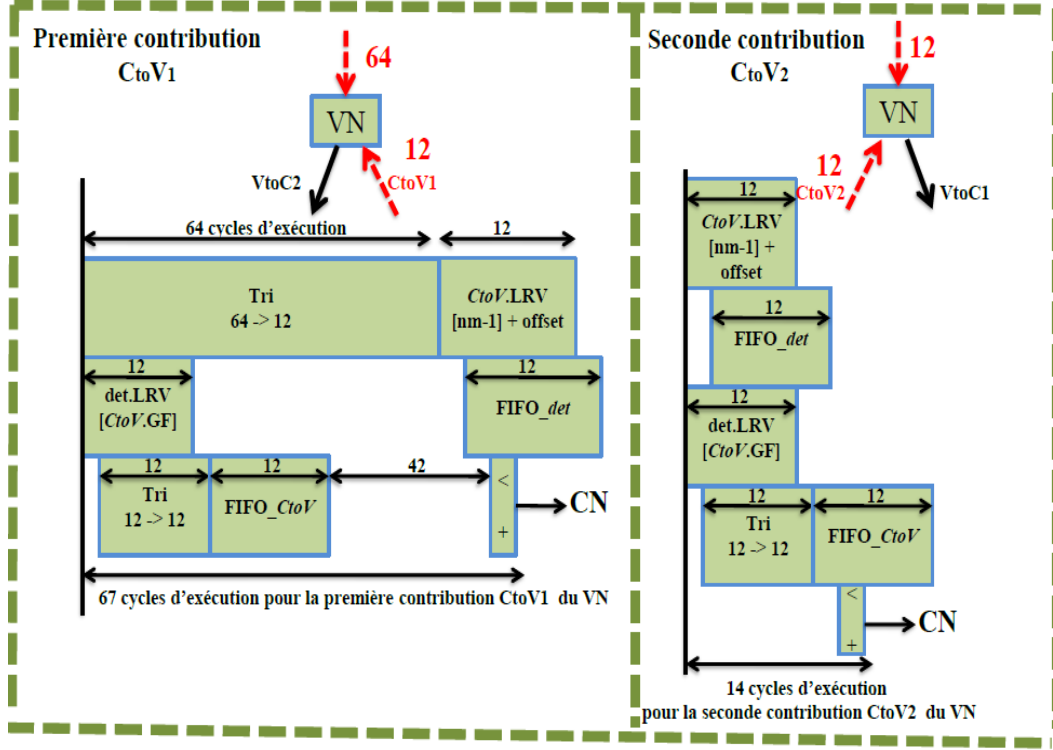 Première contribution
CtoV1
64
VN
12
CtoV1
VtoC2
64 cycles d’exécution
12
Tri
64 -> 12
CtoV.LRV
[nm-1] + offset
12
det.LRV
[CtoV.GF]
12
FIFO_det
12
Tri
12 -> 12
12
FIFO_CtoV
42
<
+
CN
67 cycles d’exécution pour la première contribution CtoV1 du VN
Seconde contribution
CtoV2
12
VN
12
CtoV2
VtoC1
12
CtoV.LRV
[nm-1] +
offset
12
FIFO_det
12
det.LRV
[CtoV.GF]
12
Tri
12 -> 12
12
FIFO_CtoV
<
+
CN
14 cycles d’exécution
pour la seconde contribution CtoV2 du VN